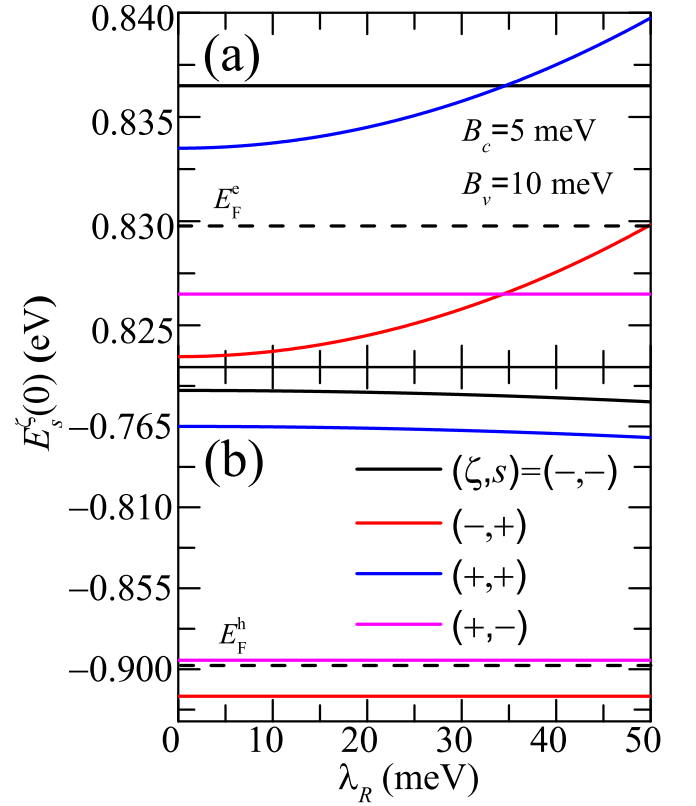 0.840
(a)
0.835
B_c=5 meV
B_v=10 meV
E_F^e
0.830
0.825
E_s^ζ(0) (eV)
−0.765
(b)
(ζ,s)=(−,−)
−0.810
(−,+)
−0.855
(+,+)
E_F^h
(+,−)
−0.900
0 10 20 30 40 50
λ_R (meV)